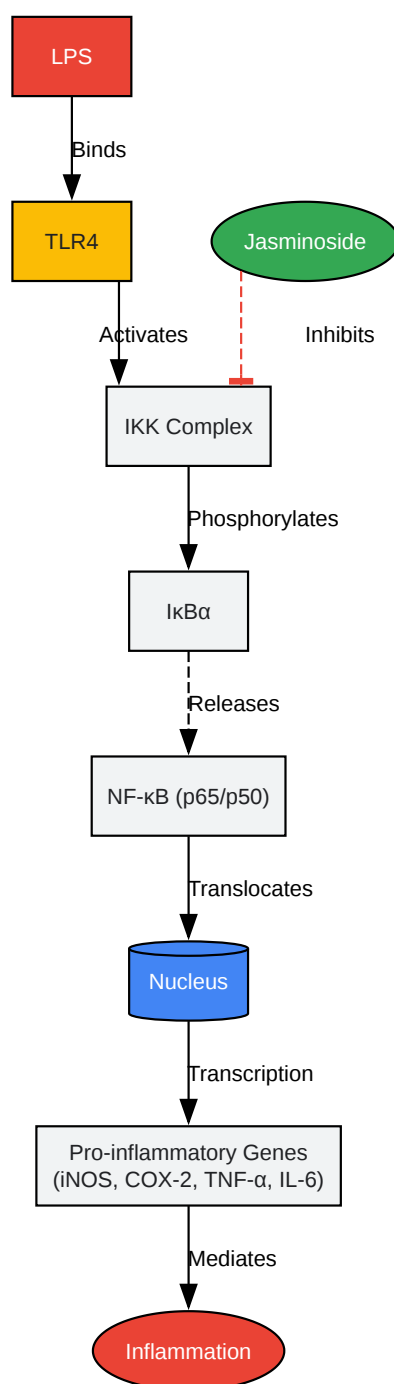 LPS
Binds
TLR4
Jasminoside
Activates
Inhibits
IKK Complex
Phosphorylates
IκBα
Releases
NF-κB (p65/p50)
Translocates
Nucleus
Transcription
Pro-inflammatory Genes
(iNOS, COX-2, TNF-α, IL-6)
Mediates
Inflammation